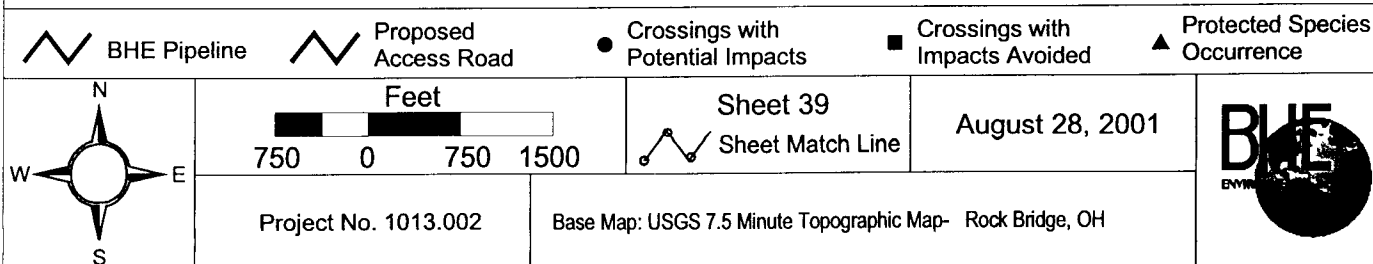 BHE Pipeline
Proposed
Access Road
Crossings with
Potential Impacts
Crossings with
Impacts Avoided
Protected Species
Occurrence
N
W E
S
Feet
750 0 750 1500
Sheet 39
Sheet Match Line
August 28, 2001
BHE
Project No. 1013.002
Base Map: USGS 7.5 Minute Topographic Map- Rock Bridge, OH